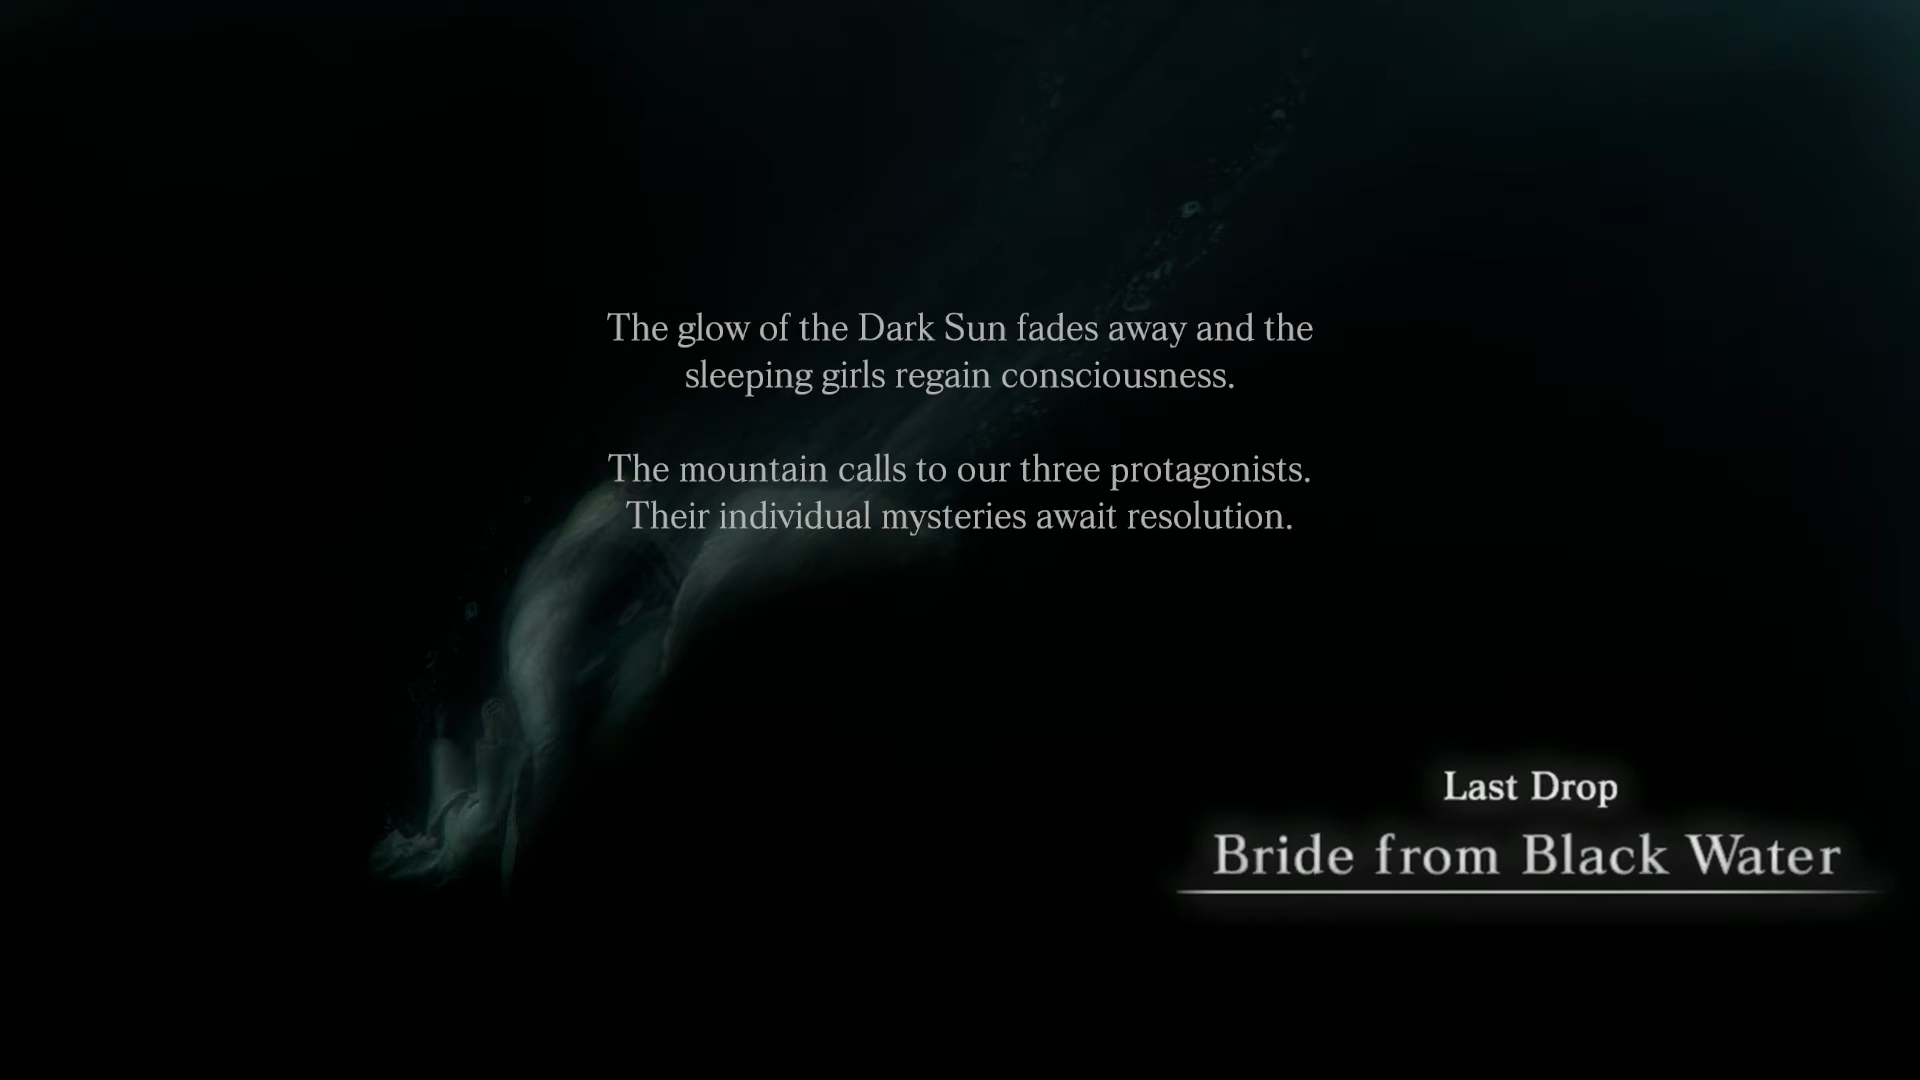 The glow of the Dark Sun fades away and the
sleeping girls regain consciousness.
The mountain calls to our three protagonists.
Their individual mysteries await resolution.
Last Drop
Bride from Black Water